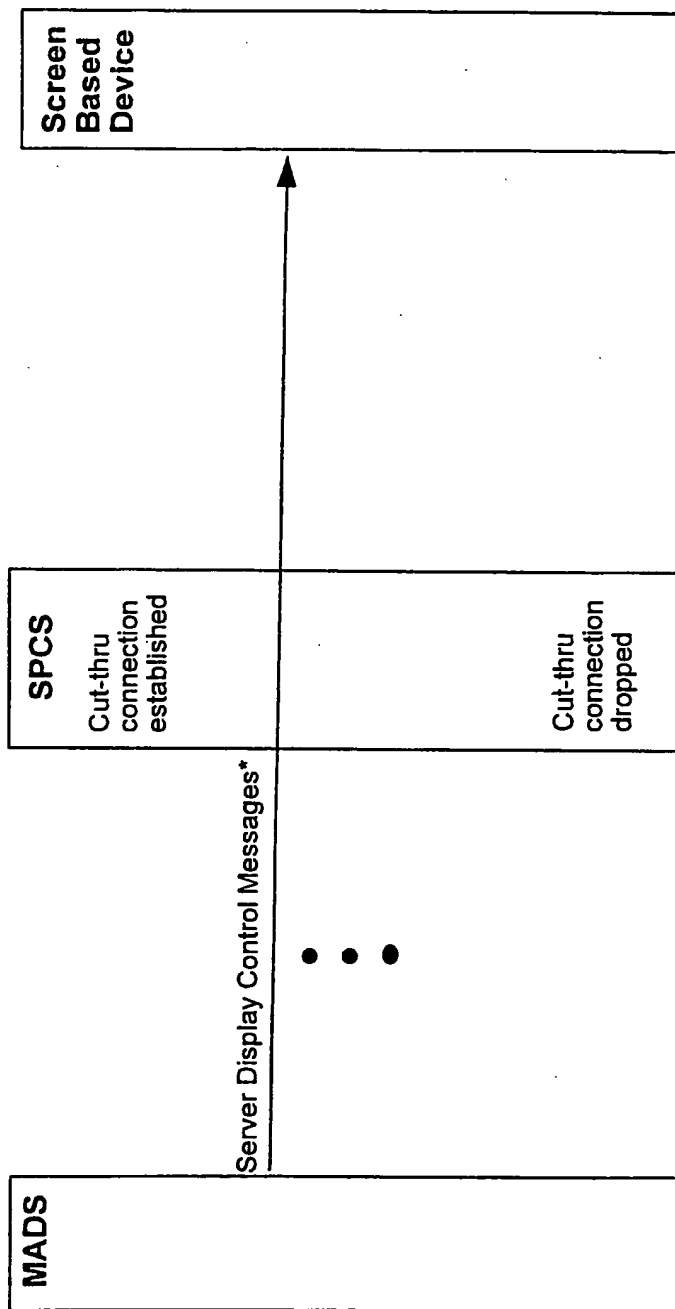 MADS
SPCS
Screen
Based
Device
Cut-thru
connection
established
Server Display Control Messages*
Cut-thru
connection
dropped